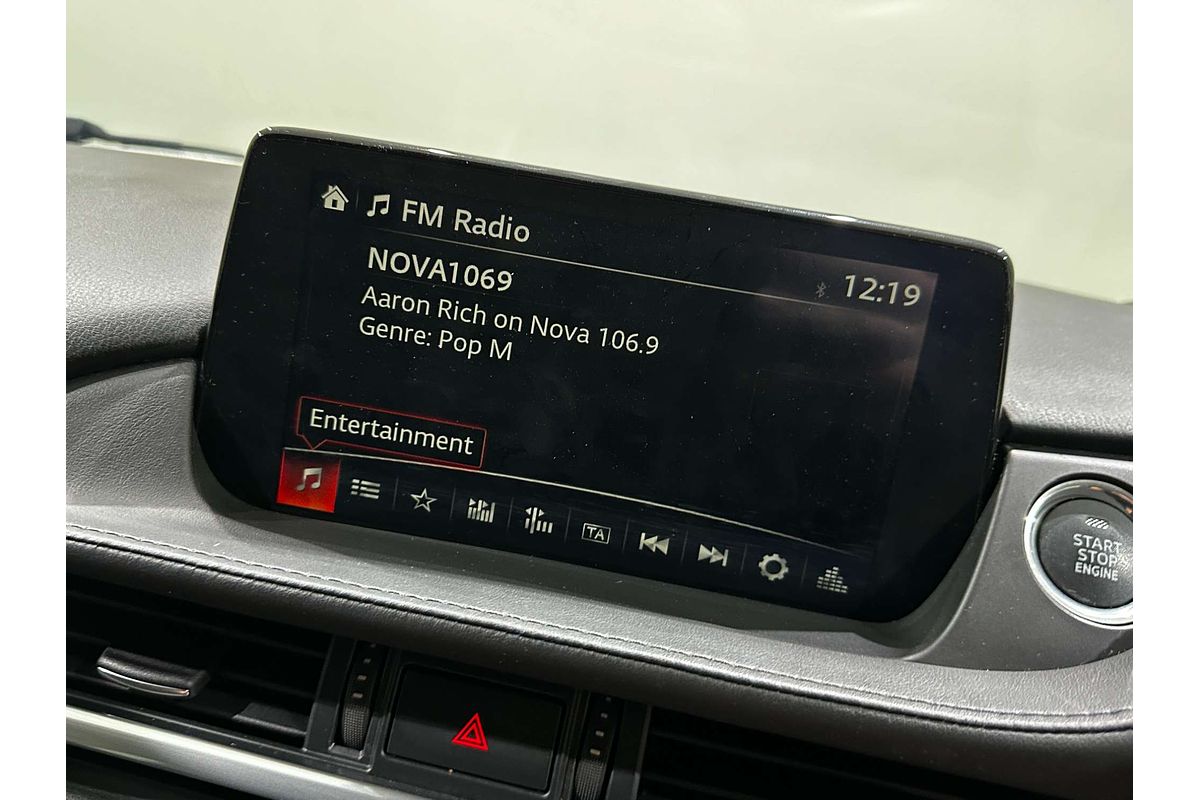 FM Radio
NOVA1069
12:19
Aaron Rich on Nova 106.9
Genre: Pop M
Entertainment
TA
START
STOP
ENGINE